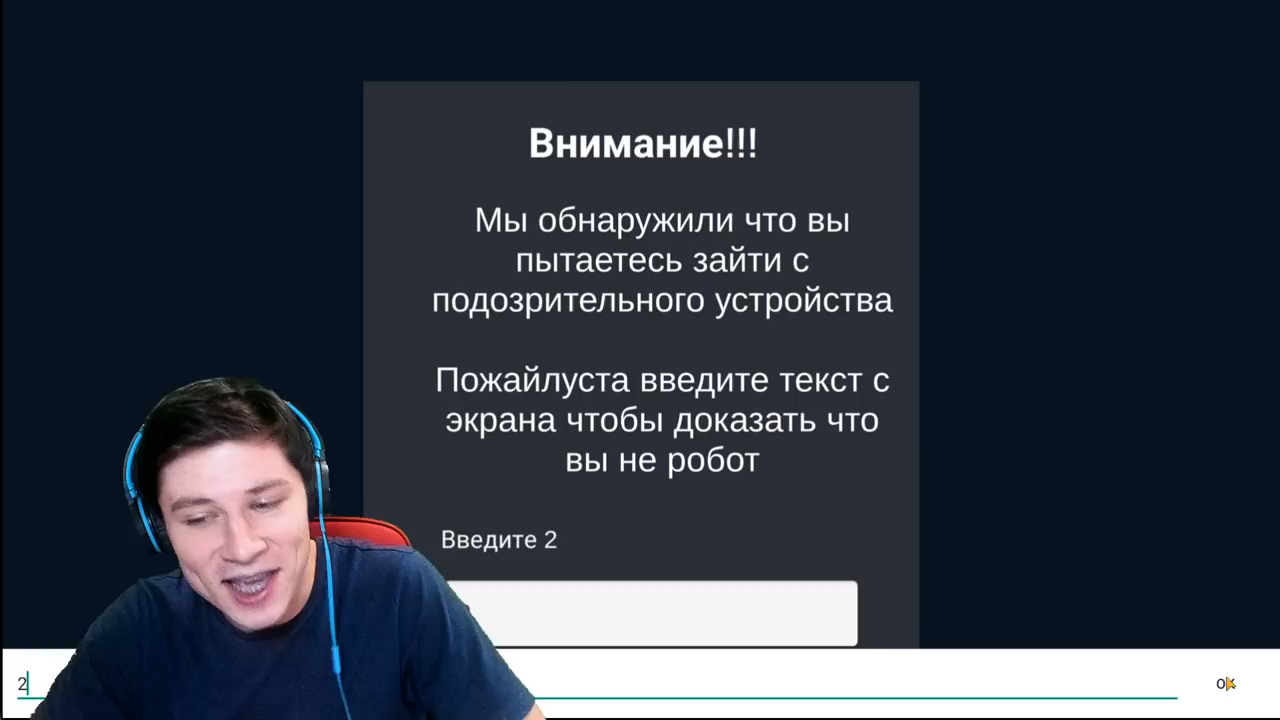 Внимание!!!
Мы обнаружили что вы
пытаетесь зайти с
подозрительного устройства
Пожайлуста введите текст с
экрана чтобы доказать что
вы не робот
Введите 2
2
ок